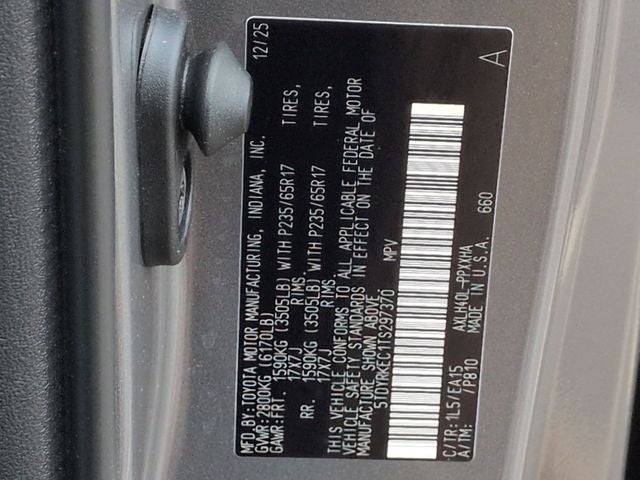 MFD.BY:TOYOTA MOTOR MANUFACTURING, INDIANA, INC. 12/25
GVWR:2800KG (6170LB)
GAWR:FRT. 1590KG (3505LB) WITH P235/65R17 TIRES,
17X7J RIMS,
RR. 1590KG (3505LB) WITH P235/65R17 TIRES,
17X7J RIMS,
THIS VEHICLE CONFORMS TO ALL APPLICABLE FEDERAL MOTOR
VEHICLE SAFETY STANDARDS IN EFFECT ON THE DATE OF
MANUFACTURE SHOWN ABOVE.
5TDYRKEC1TS297370 MPV
C/TR:1L5/EA15 AXLH40L-PPXXHA 660
A/TM: /P810 MADE IN U.S.A. A